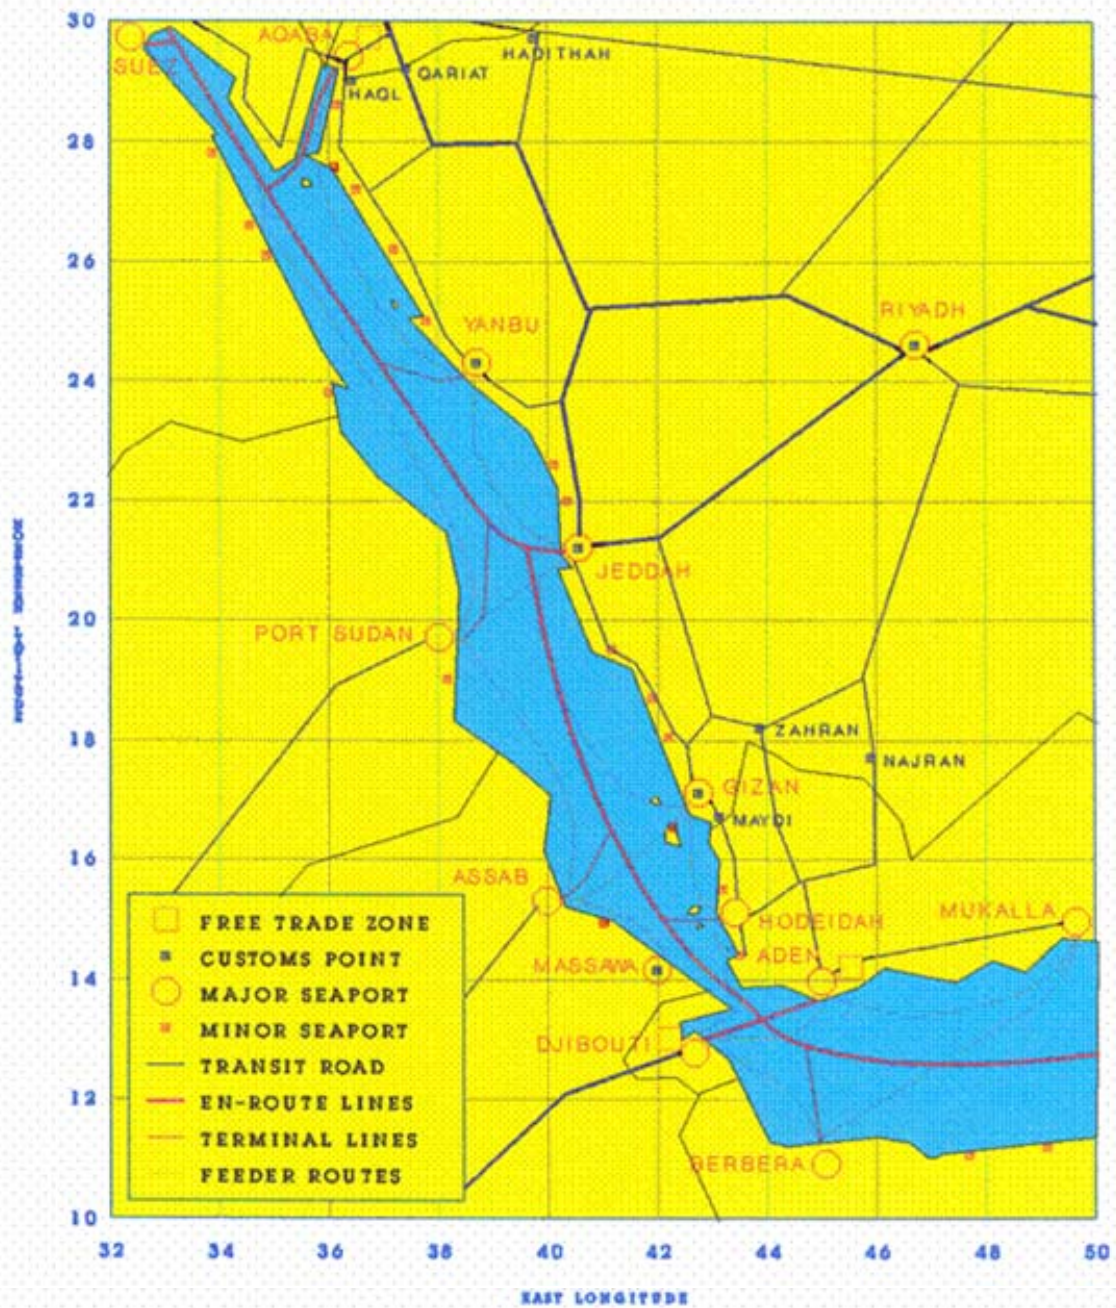 30
28
26
24
22
20
18
16
14
12
10
32
34
36
38
40
42
44
46
48
50
EAST LONGITUDE
SUEZ
AQABA
HAQL
QARIAT
HADITHAH
YANBU
RIYADH
JEDDAH
PORT SUDAN
ZAHRAN
NAJRAN
GIZAN
MAYDI
ASSAB
HODEIDAH
MUKALLA
MASSAWA
ADEN
DJIBOUTI
BERBERA
FREE TRADE ZONE
CUSTOMS POINT
MAJOR SEAPORT
MINOR SEAPORT
TRANSIT ROAD
EN-ROUTE LINES
TERMINAL LINES
FEEDER ROUTES